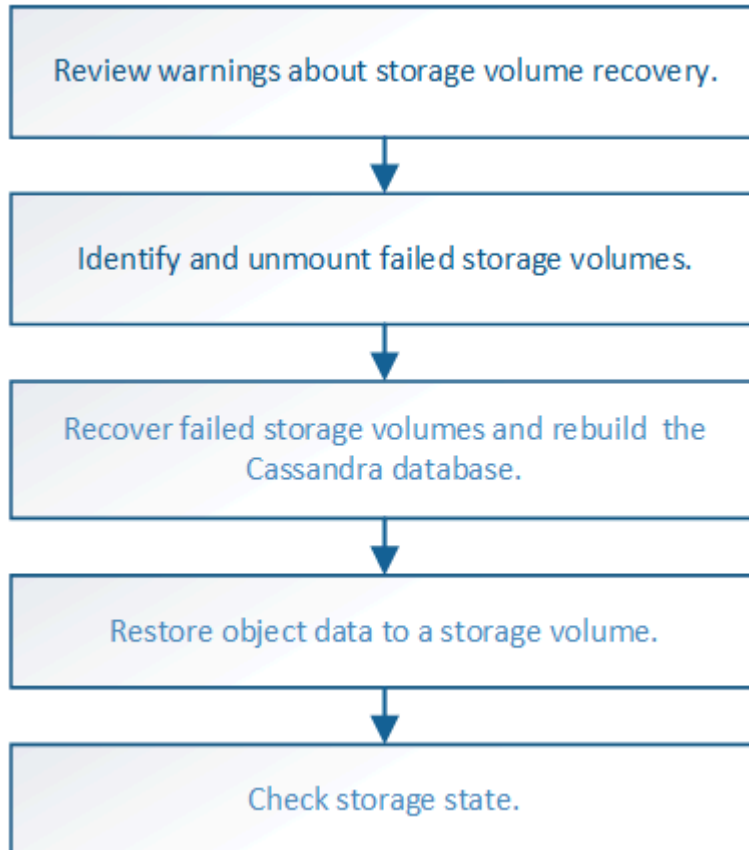 Review warnings about storage volume recovery.
Identify and unmount failed storage volumes.
Recover failed storage volumes and rebuild the
Cassandra database.
Restore object data to a storage volume.
Check storage state.